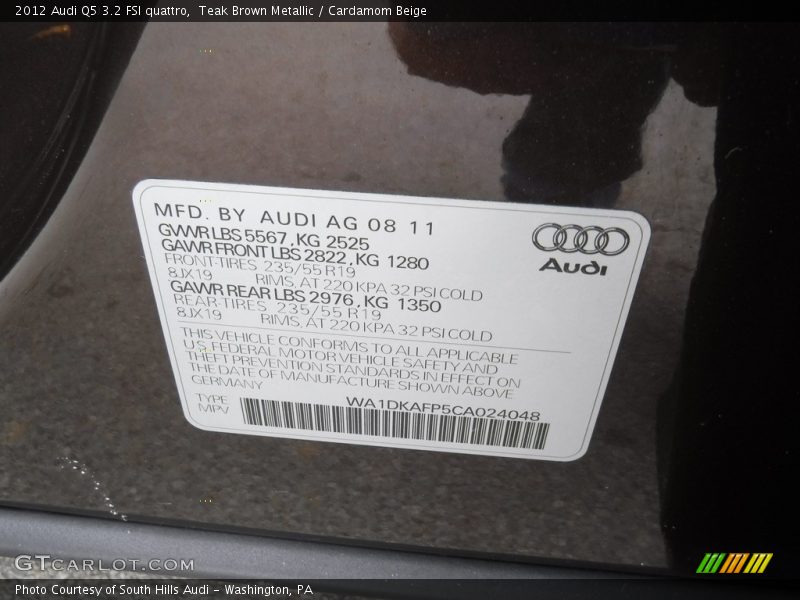 2012 Audi Q5 3.2 FSI quattro,  Teak Brown Metallic / Cardamom Beige
MFD. BY AUDI AG 08 11
GVWR LBS 5567, KG 2525
GAWR FRONT LBS 2822, KG 1280
FRONT-TIRES 235/55 R19
8JX19 RIMS, AT 220 KPA 32 PSI COLD
GAWR REAR LBS 2976, KG 1350
REAR-TIRES 235/55 R19
8JX19 RIMS, AT 220 KPA 32 PSI COLD
Audi
THIS VEHICLE CONFORMS TO ALL APPLICABLE
U.S. FEDERAL MOTOR VEHICLE SAFETY AND
THEFT PREVENTION STANDARDS IN EFFECT ON
THE DATE OF MANUFACTURE SHOWN ABOVE
GERMANY
TYPE WA1DKAFP5CA024048
MPV
GTCARLOT.COM
Photo Courtesy of South Hills Audi - Washington, PA